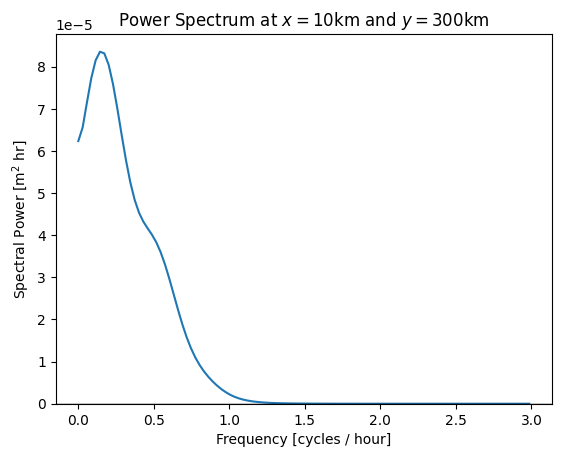 Power Spectrum at x = 10km and y = 300km
1e−5
8
7
6
5
4
3
2
1
0
Spectral Power [m² hr]
0.0 0.5 1.0 1.5 2.0 2.5 3.0
Frequency [cycles / hour]